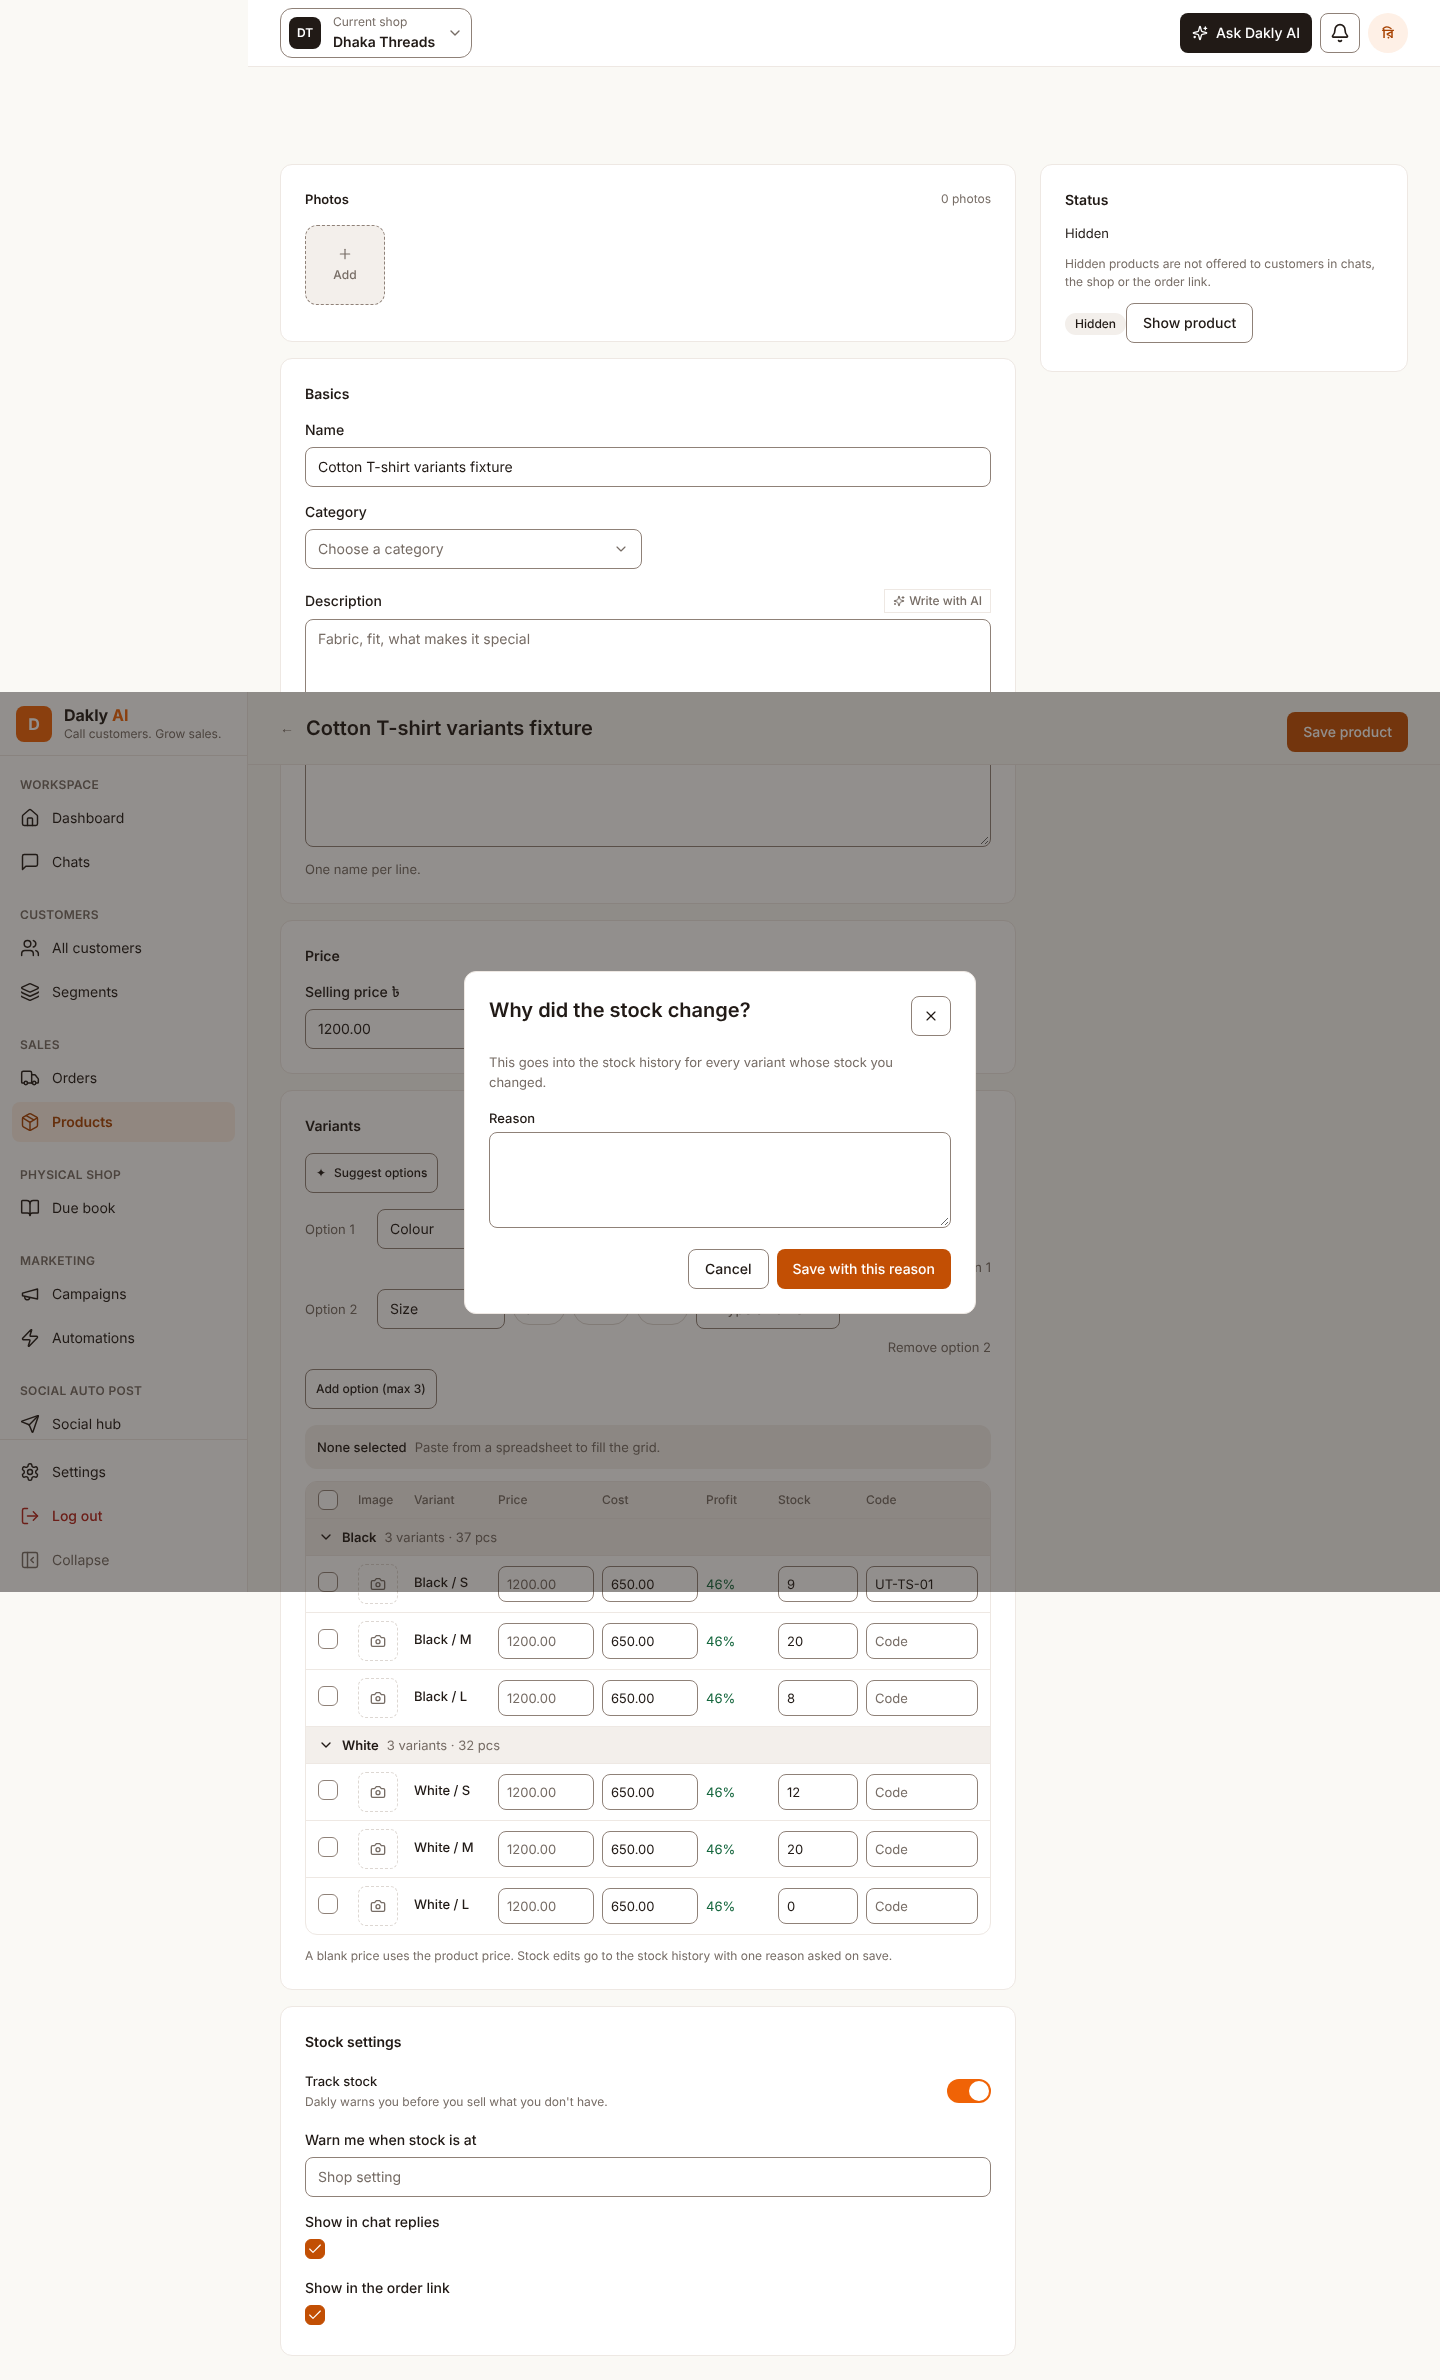 DT
Current shop
Dhaka Threads
Ask Dakly AI
রি
Photos
0 photos
Add
Status
Hidden
Hidden products are not offered to customers in chats,
the shop or the order link.
Hidden
Show product
Basics
Name
Cotton T-shirt variants fixture
Category
Choose a category
Description
Write with AI
Fabric, fit, what makes it special
D
Dakly AI
Call customers. Grow sales.
← Cotton T-shirt variants fixture
Save product
WORKSPACE
Dashboard
Chats
CUSTOMERS
All customers
Segments
SALES
Orders
Products
PHYSICAL SHOP
Due book
MARKETING
Campaigns
Automations
SOCIAL AUTO POST
Social hub
Settings
Log out
Collapse
One name per line.
Price
Selling price ৳
1200.00
Why did the stock change?
This goes into the stock history for every variant whose stock you
changed.
Reason
Cancel
Save with this reason
Variants
Suggest options
Option 1
Colour
n 1
Option 2
Size
Remove option 2
Add option (max 3)
None selected Paste from a spreadsheet to fill the grid.
Image Variant Price Cost Profit Stock Code
Black 3 variants · 37 pcs
Black / S 1200.00 650.00 46% 9 UT-TS-01
Black / M 1200.00 650.00 46% 20 Code
Black / L 1200.00 650.00 46% 8 Code
White 3 variants · 32 pcs
White / S 1200.00 650.00 46% 12 Code
White / M 1200.00 650.00 46% 20 Code
White / L 1200.00 650.00 46% 0 Code
A blank price uses the product price. Stock edits go to the stock history with one reason asked on save.
Stock settings
Track stock
Dakly warns you before you sell what you don't have.
Warn me when stock is at
Shop setting
Show in chat replies
Show in the order link